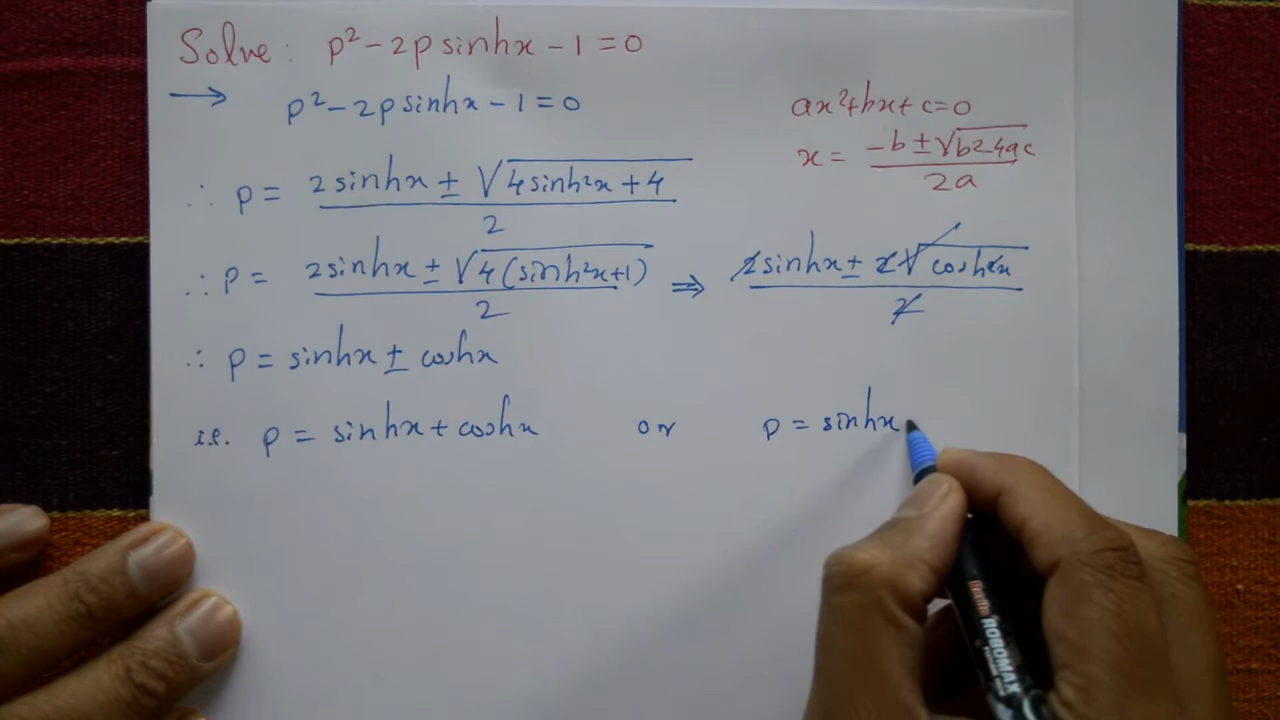 Solve: p² - 2p sinhx - 1 = 0
→ p² - 2p sinhx - 1 = 0
ax²+bx+c=0
x = -b ± √b²-4ac / 2a
∴ p = 2sinhx ± √4sinh²x + 4 / 2
∴ p = 2sinhx ± √4(sinh²x+1) / 2 ⇒ 2sinhx ± 2√cosh²x / 2
∴ p = sinhx ± coshx
i.e. p = sinhx + coshx or p = sinhx
ROBOMAX